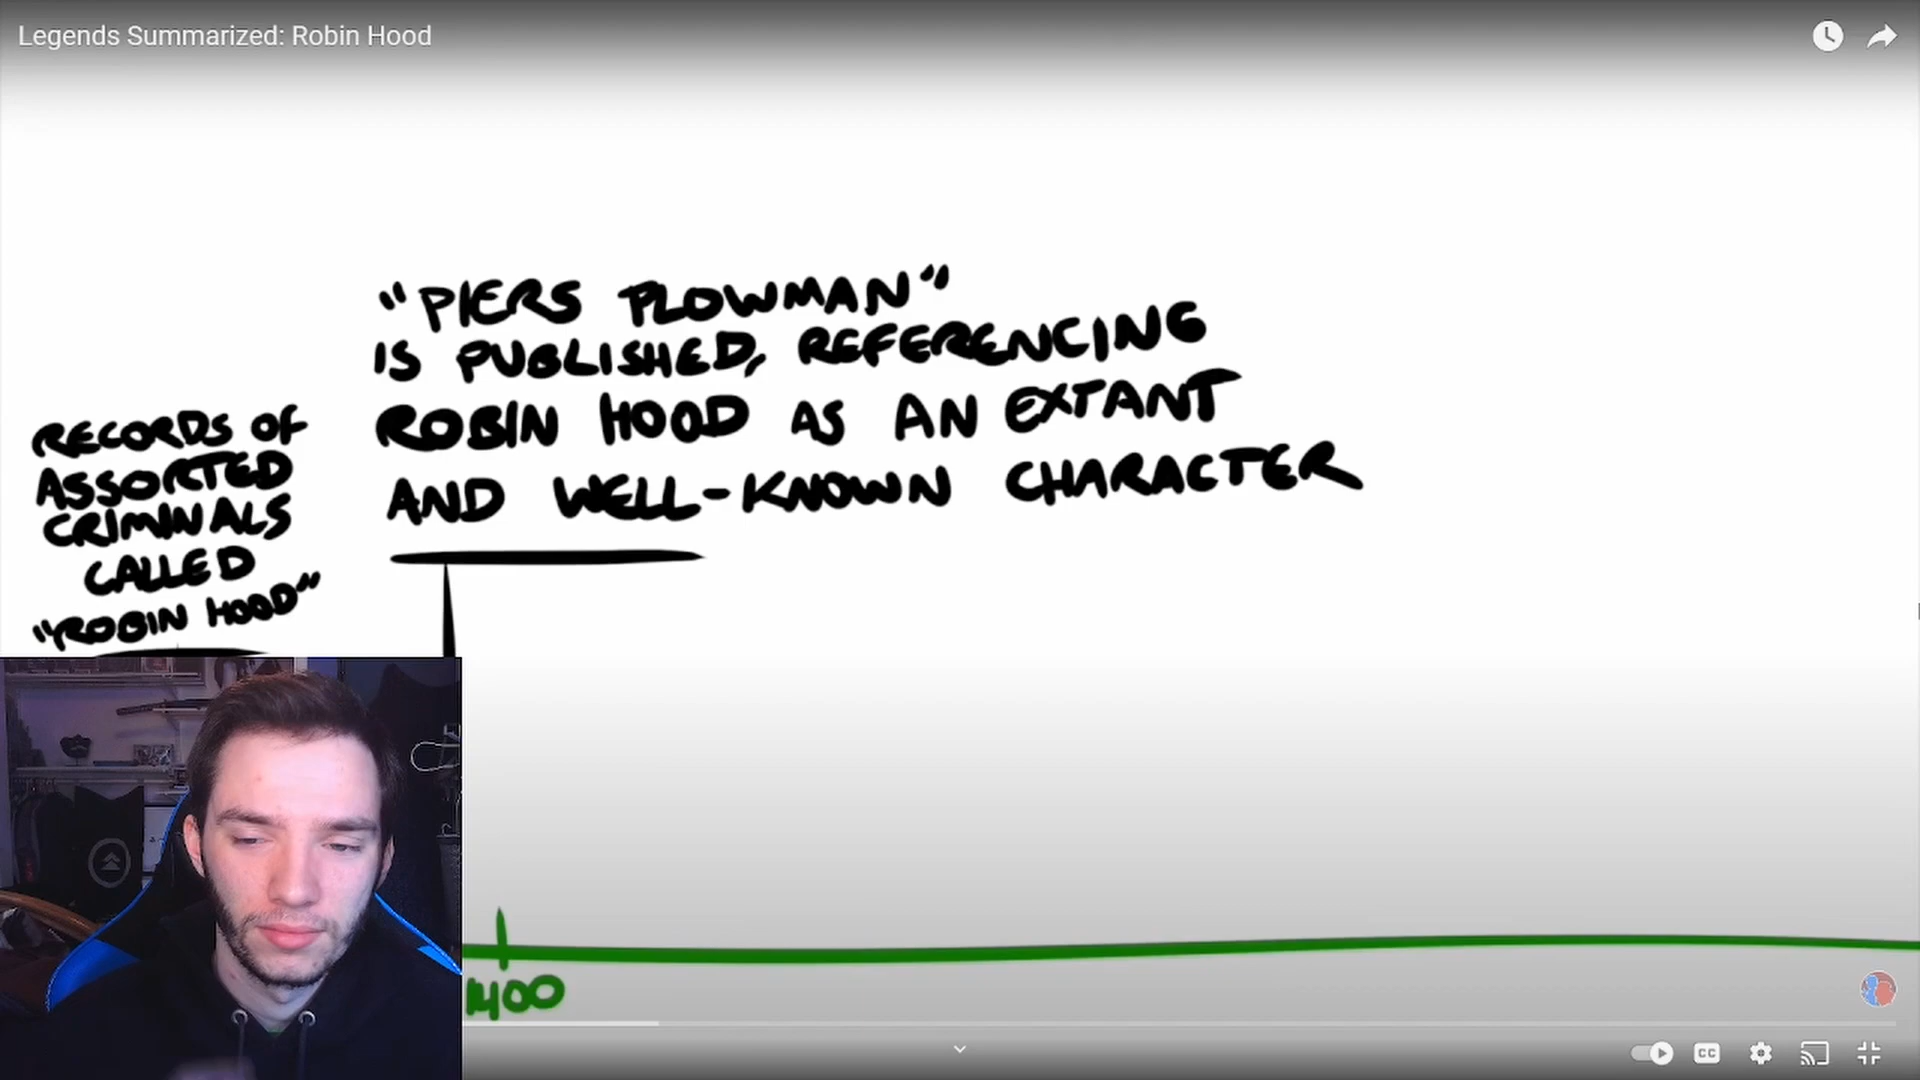 Legends Summarized: Robin Hood
"PIERS PLOWMAN"
IS PUBLISHED, REFERENCING
ROBIN HOOD AS AN EXTANT
AND WELL-KNOWN CHARACTER
RECORDS OF
ASSORTED
CRIMINALS
CALLED
"ROBIN HOOD"
1400
CC